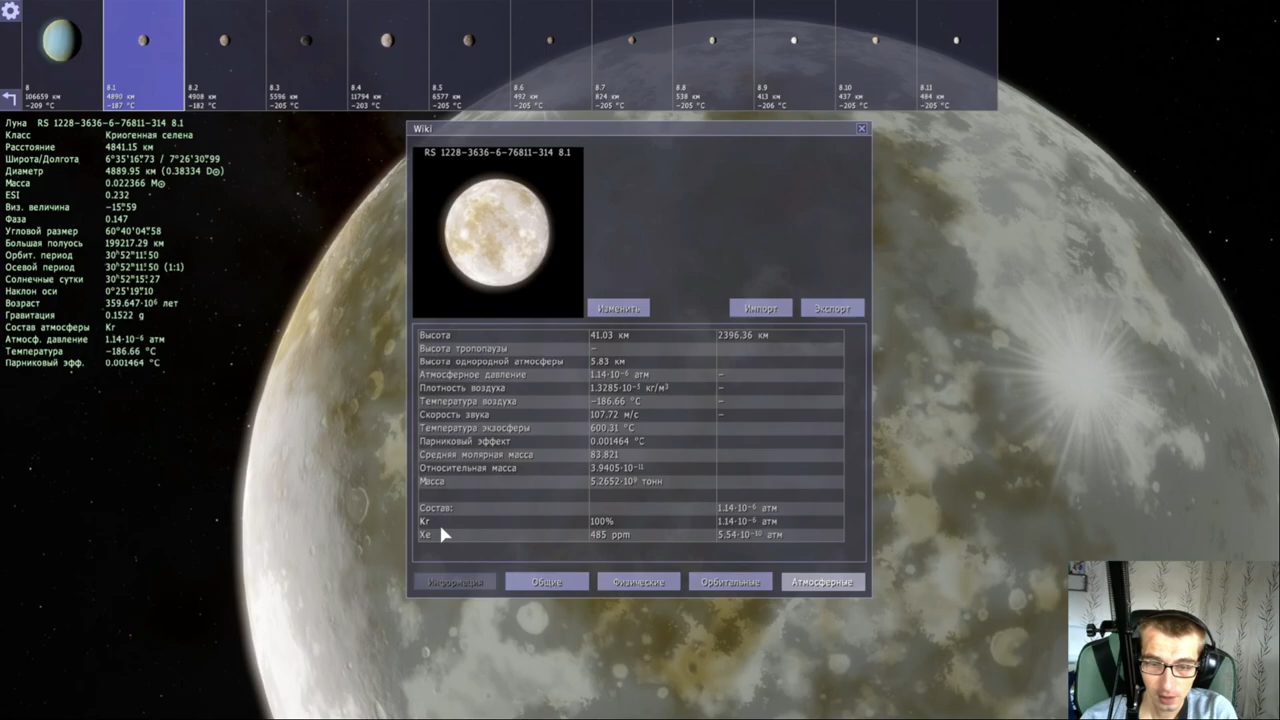 8
106659 км
-209 °C
8.1
4890 км
-187 °C
8.2
4908 км
-182 °C
8.3
5596 км
-205 °C
8.4
11794 км
-203 °C
8.5
6577 км
-205 °C
8.6
492 км
-205 °C
8.7
824 км
-205 °C
8.8
538 км
-205 °C
8.9
413 км
-206 °C
8.10
437 км
-205 °C
8.11
484 км
-205 °C
Луна RS 1228-3636-6-76811-314 8.1
Класс Криогенная селена
Расстояние 4841.15 км
Широта/Долгота 6°35'16."73 / 7°26'30."99
Диаметр 4889.95 км (0.38334 D⊕)
Масса 0.022366 M⊕
ESI 0.232
Виз. величина -15.ᵐ59
Фаза 0.147
Угловой размер 60°40'04."58
Большая полуось 199217.29 км
Орбит. период 30ʰ52ᵐ11.ˢ50
Осевой период 30ʰ52ᵐ11.ˢ50 (1:1)
Солнечные сутки 30ʰ52ᵐ15.ˢ27
Наклон оси 0°25'19."10
Возраст 359.647·10⁶ лет
Гравитация 0.1522 g
Состав атмосферы Kr
Атмосф. давление 1.14·10⁻⁶ атм
Температура -186.66 °C
Парниковый эфф. 0.001464 °C
Wiki
RS 1228-3636-6-76811-314 8.1
Изменить Импорт Экспорт
Высота 41.03 км 2396.36 км
Высота тропопаузы -
Высота однородной атмосферы 5.83 км
Атмосферное давление 1.14·10⁻⁶ атм -
Плотность воздуха 1.3285·10⁻⁵ кг/м³ -
Температура воздуха -186.66 °C -
Скорость звука 107.72 м/с -
Температура экзосферы 600.31 °C
Парниковый эффект 0.001464 °C
Средняя молярная масса 83.821
Относительная масса 3.9405·10⁻¹¹
Масса 5.2652·10⁹ тонн
Состав: 1.14·10⁻⁶ атм
Kr 100% 1.14·10⁻⁶ атм
Xe 485 ppm 5.54·10⁻¹⁰ атм
Информация Общие Физические Орбитальные Атмосферные